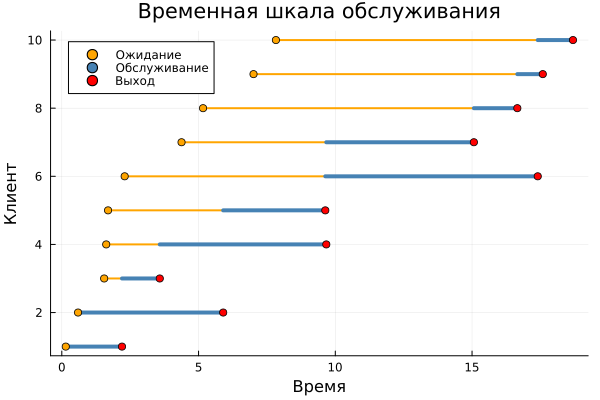 Временная шкала обслуживания
Ожидание
Обслуживание
Выход
Клиент
10
8
6
4
2
0 5 10 15
Время